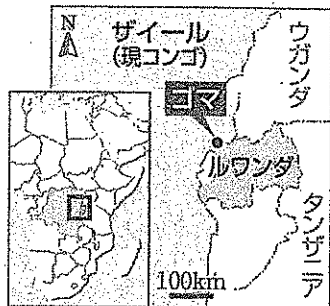 N
ザイール
(現コンゴ)
ウガンダ
ゴマ
ルワンダ
タンザニア
100km